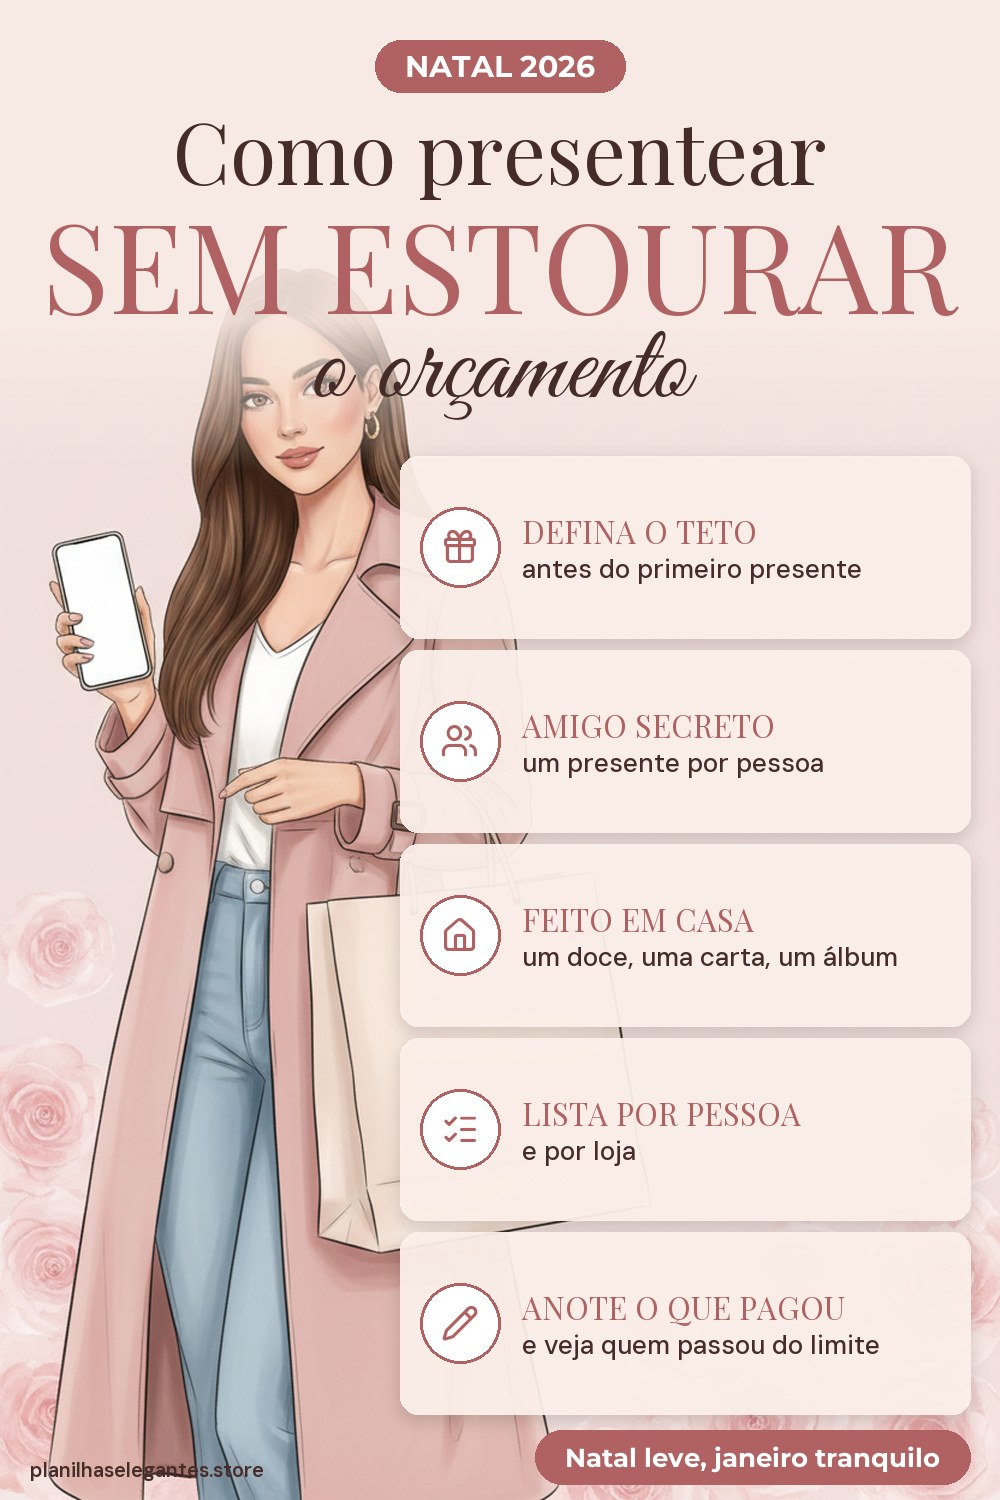 NATAL 2026
Como presentear
SEM ESTOURAR
o orçamento
DEFINA O TETO
antes do primeiro presente
AMIGO SECRETO
um presente por pessoa
FEITO EM CASA
um doce, uma carta, um álbum
LISTA POR PESSOA
e por loja
ANOTE O QUE PAGOU
e veja quem passou do limite
Natal leve, janeiro tranquilo
planilhaselegantes.store